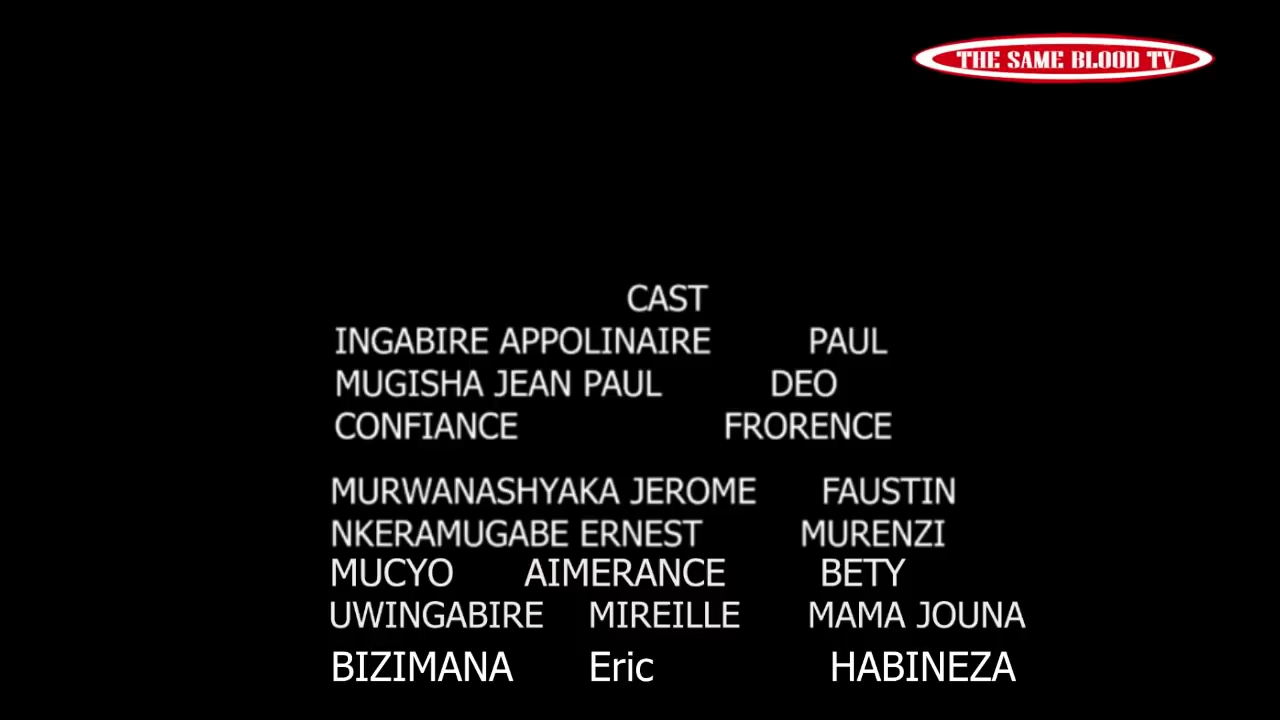 THE SAME BLOOD TV
CAST
INGABIRE APPOLINAIRE PAUL
MUGISHA JEAN PAUL DEO
CONFIANCE FRORENCE
MURWANASHYAKA JEROME FAUSTIN
NKERAMUGABE ERNEST MURENZI
MUCYO AIMERANCE BETY
UWINGABIRE MIREILLE MAMA JOUNA
BIZIMANA Eric HABINEZA